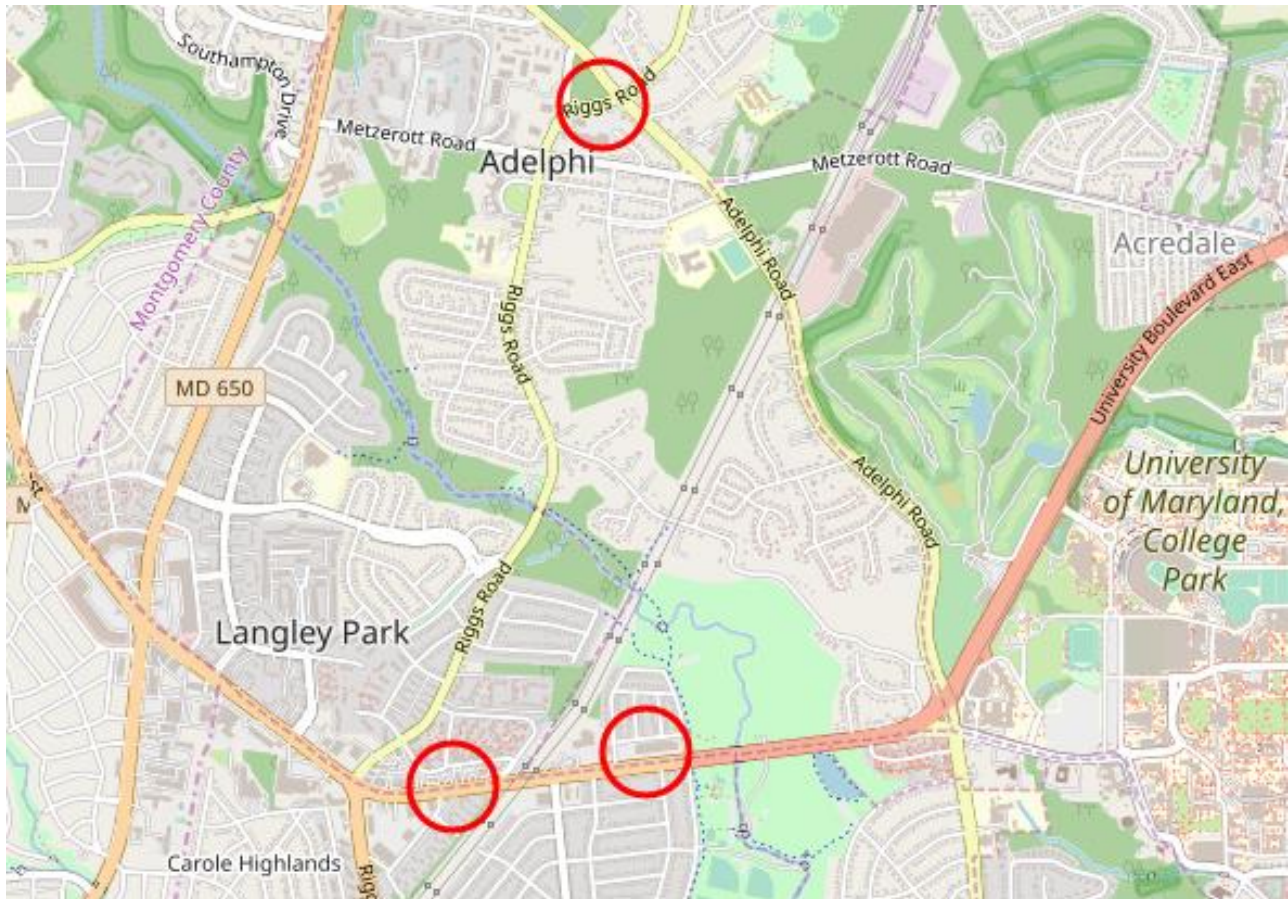 Southampton Drive
Riggs Road
Metzerott Road
Adelphi
Metzerott Road
Montgomery County
Adelphi Road
Acredale
University Boulevard East
Riggs Road
MD 650
Adelphi Road
University
of Maryland,
College
Park
Riggs Road
Langley Park
Carole Highlands